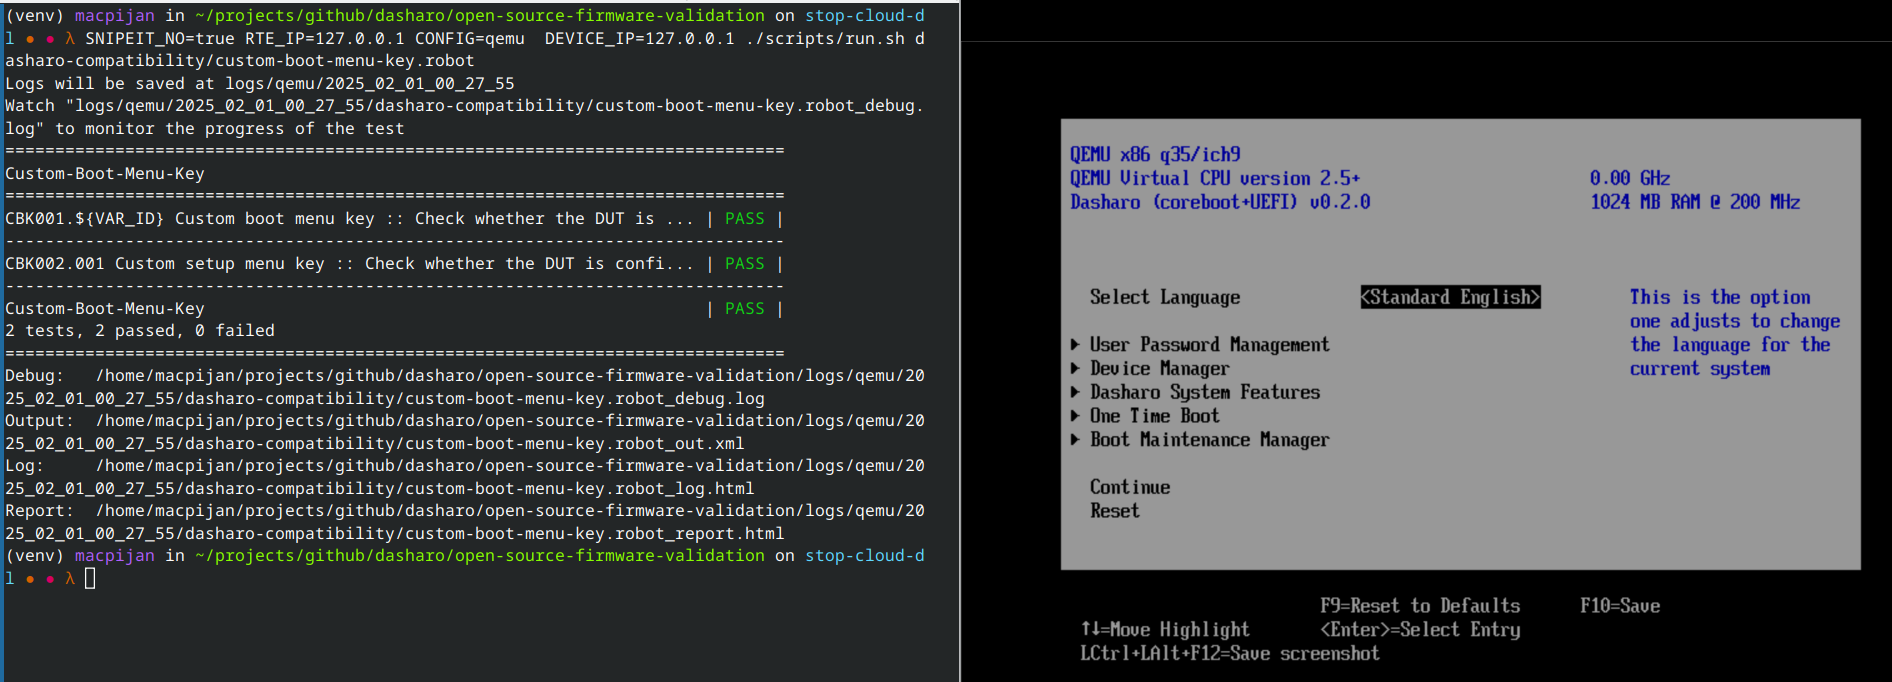 (venv) macpijan in ~/projects/github/dasharo/open-source-firmware-validation on stop-cloud-d
l • • λ SNIPEIT_NO=true RTE_IP=127.0.0.1 CONFIG=qemu  DEVICE_IP=127.0.0.1 ./scripts/run.sh d
asharo-compatibility/custom-boot-menu-key.robot
Logs will be saved at logs/qemu/2025_02_01_00_27_55
Watch "logs/qemu/2025_02_01_00_27_55/dasharo-compatibility/custom-boot-menu-key.robot_debug.
log" to monitor the progress of the test
==============================================================================
Custom-Boot-Menu-Key
==============================================================================
CBK001.${VAR_ID} Custom boot menu key :: Check whether the DUT is ... | PASS |
------------------------------------------------------------------------------
CBK002.001 Custom setup menu key :: Check whether the DUT is confi... | PASS |
------------------------------------------------------------------------------
Custom-Boot-Menu-Key                                                  | PASS |
2 tests, 2 passed, 0 failed
==============================================================================
Debug:   /home/macpijan/projects/github/dasharo/open-source-firmware-validation/logs/qemu/20
25_02_01_00_27_55/dasharo-compatibility/custom-boot-menu-key.robot_debug.log
Output:  /home/macpijan/projects/github/dasharo/open-source-firmware-validation/logs/qemu/20
25_02_01_00_27_55/dasharo-compatibility/custom-boot-menu-key.robot_out.xml
Log:     /home/macpijan/projects/github/dasharo/open-source-firmware-validation/logs/qemu/20
25_02_01_00_27_55/dasharo-compatibility/custom-boot-menu-key.robot_log.html
Report:  /home/macpijan/projects/github/dasharo/open-source-firmware-validation/logs/qemu/20
25_02_01_00_27_55/dasharo-compatibility/custom-boot-menu-key.robot_report.html
(venv) macpijan in ~/projects/github/dasharo/open-source-firmware-validation on stop-cloud-d
l • • λ
QEMU x86 q35/ich9
QEMU Virtual CPU version 2.5+ 0.00 GHz
Dasharo (coreboot+UEFI) v0.2.0 1024 MB RAM @ 200 MHz
Select Language <Standard English> This is the option
one adjusts to change
▶ User Password Management the language for the
▶ Device Manager current system
▶ Dasharo System Features
▶ One Time Boot
▶ Boot Maintenance Manager
Continue
Reset
F9=Reset to Defaults F10=Save
↑↓=Move Highlight <Enter>=Select Entry
LCtrl+LAlt+F12=Save screenshot